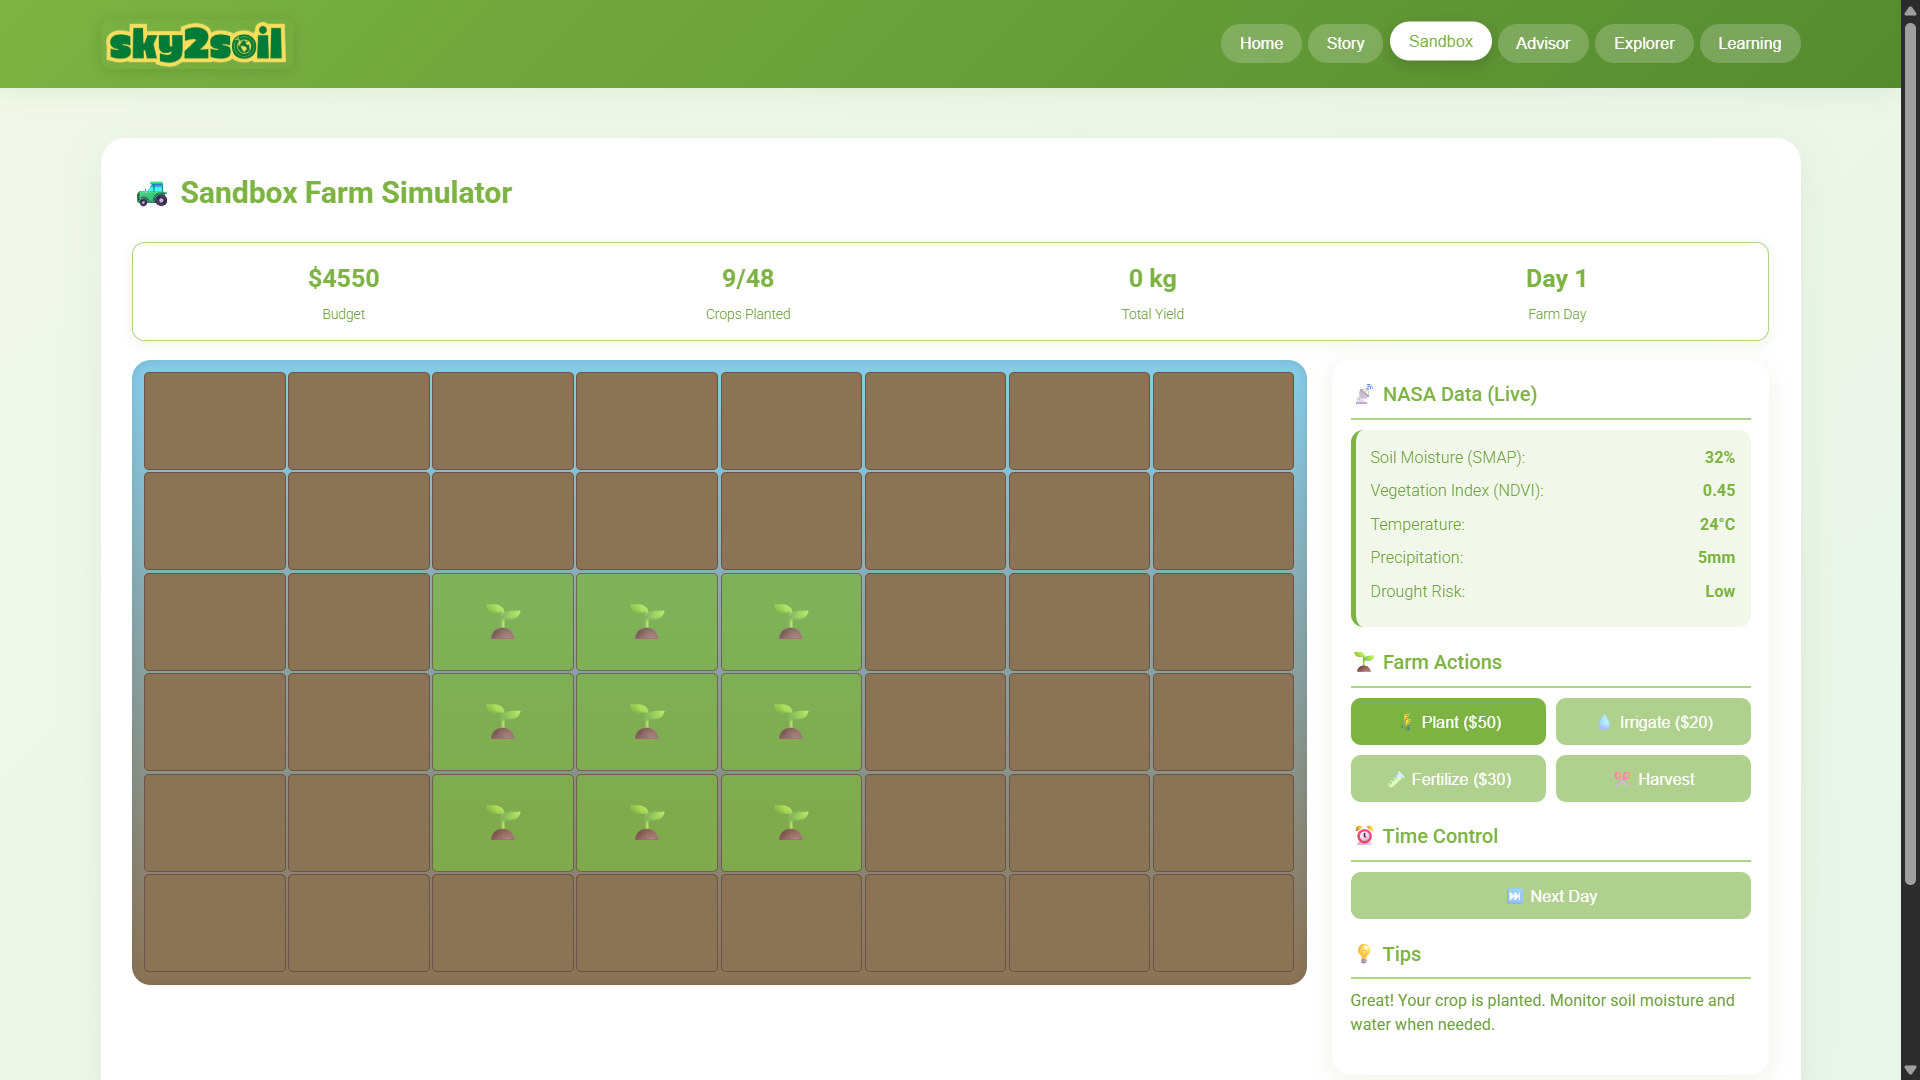 sky2soil
Home
Story
Sandbox
Advisor
Explorer
Learning
Sandbox Farm Simulator
$4550
Budget
9/48
Crops Planted
0 kg
Total Yield
Day 1
Farm Day
NASA Data (Live)
Soil Moisture (SMAP): 32%
Vegetation Index (NDVI): 0.45
Temperature: 24°C
Precipitation: 5mm
Drought Risk: Low
Farm Actions
Plant ($50)
Irrigate ($20)
Fertilize ($30)
Harvest
Time Control
Next Day
Tips
Great! Your crop is planted. Monitor soil moisture and
water when needed.